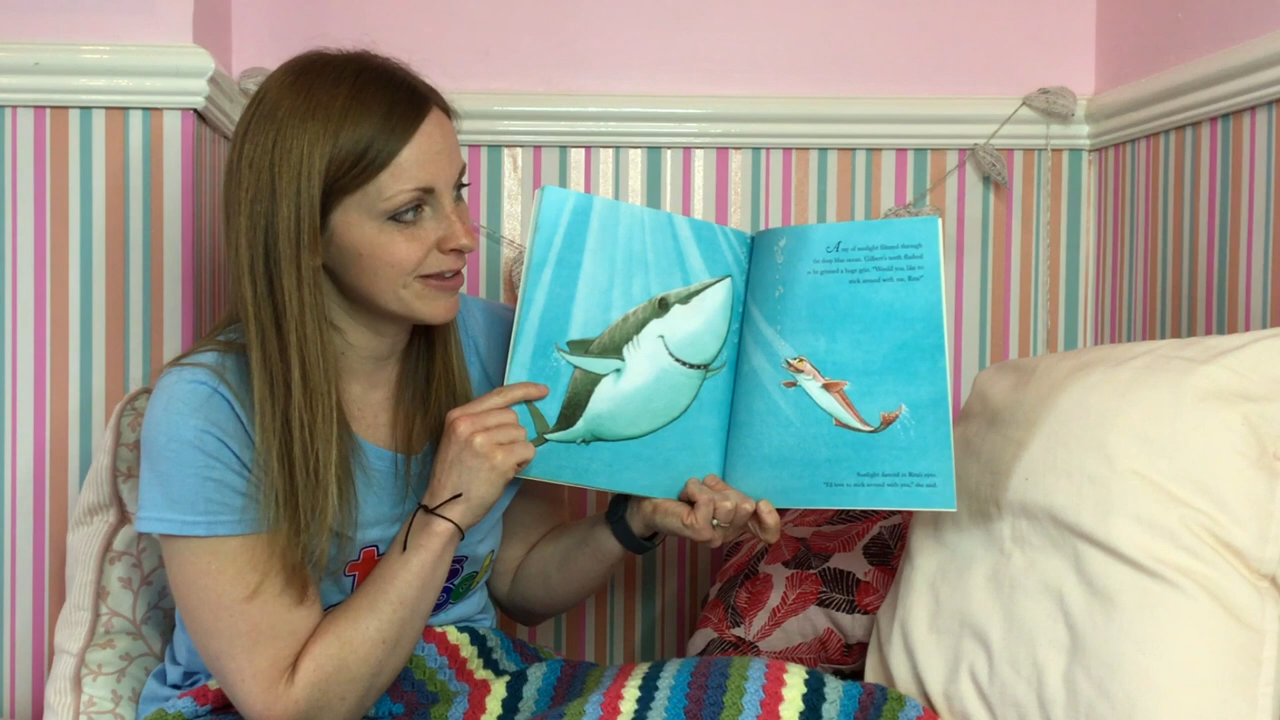 A ray of sunlight filtered through
the deep blue ocean. Gilbert's teeth flashed
as he grinned a huge grin. "Would you like to
stick around with me, Rita?"
Sunlight danced in Rita's eyes.
"I'd love to stick around with you," she said.